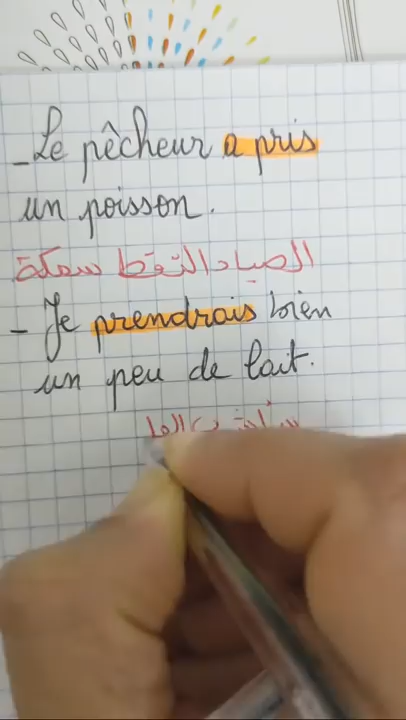 - Le pêcheur a pris
un poisson.
الصياد التقط سمكة
- Je prendrais bien
un peu de lait.